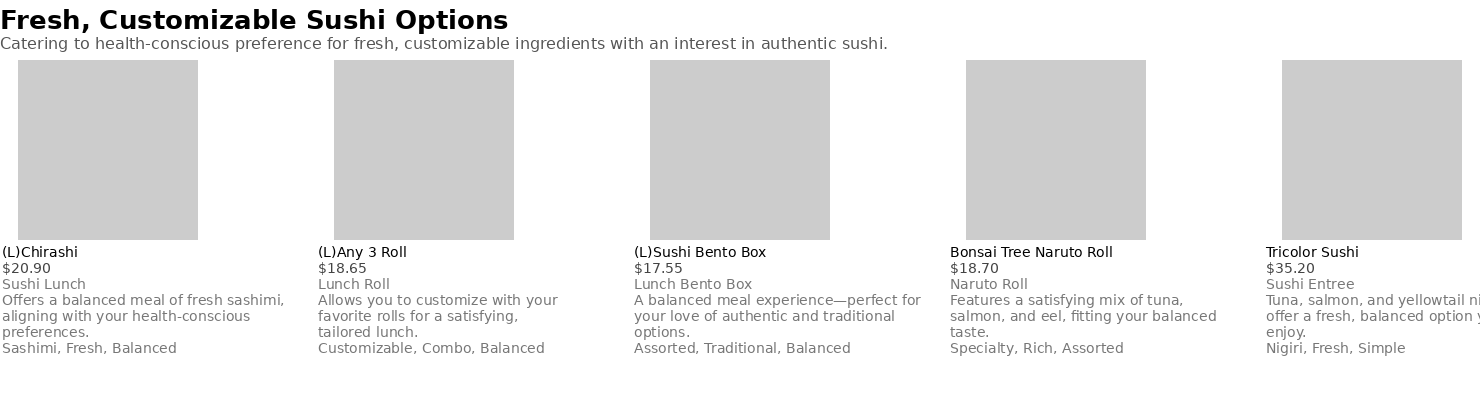 Fresh, Customizable Sushi Options
Catering to health-conscious preference for fresh, customizable ingredients with an interest in authentic sushi.
(L)Chirashi
$20.90
Sushi Lunch
Offers a balanced meal of fresh sashimi,
aligning with your health-conscious
preferences.
Sashimi, Fresh, Balanced
(L)Any 3 Roll
$18.65
Lunch Roll
Allows you to customize with your
favorite rolls for a satisfying,
tailored lunch.
Customizable, Combo, Balanced
(L)Sushi Bento Box
$17.55
Lunch Bento Box
A balanced meal experience—perfect for
your love of authentic and traditional
options.
Assorted, Traditional, Balanced
Bonsai Tree Naruto Roll
$18.70
Naruto Roll
Features a satisfying mix of tuna,
salmon, and eel, fitting your balanced
taste.
Specialty, Rich, Assorted
Tricolor Sushi
$35.20
Sushi Entree
Tuna, salmon, and yellowtail
offer a fresh, balanced option
enjoy.
Nigiri, Fresh, Simple